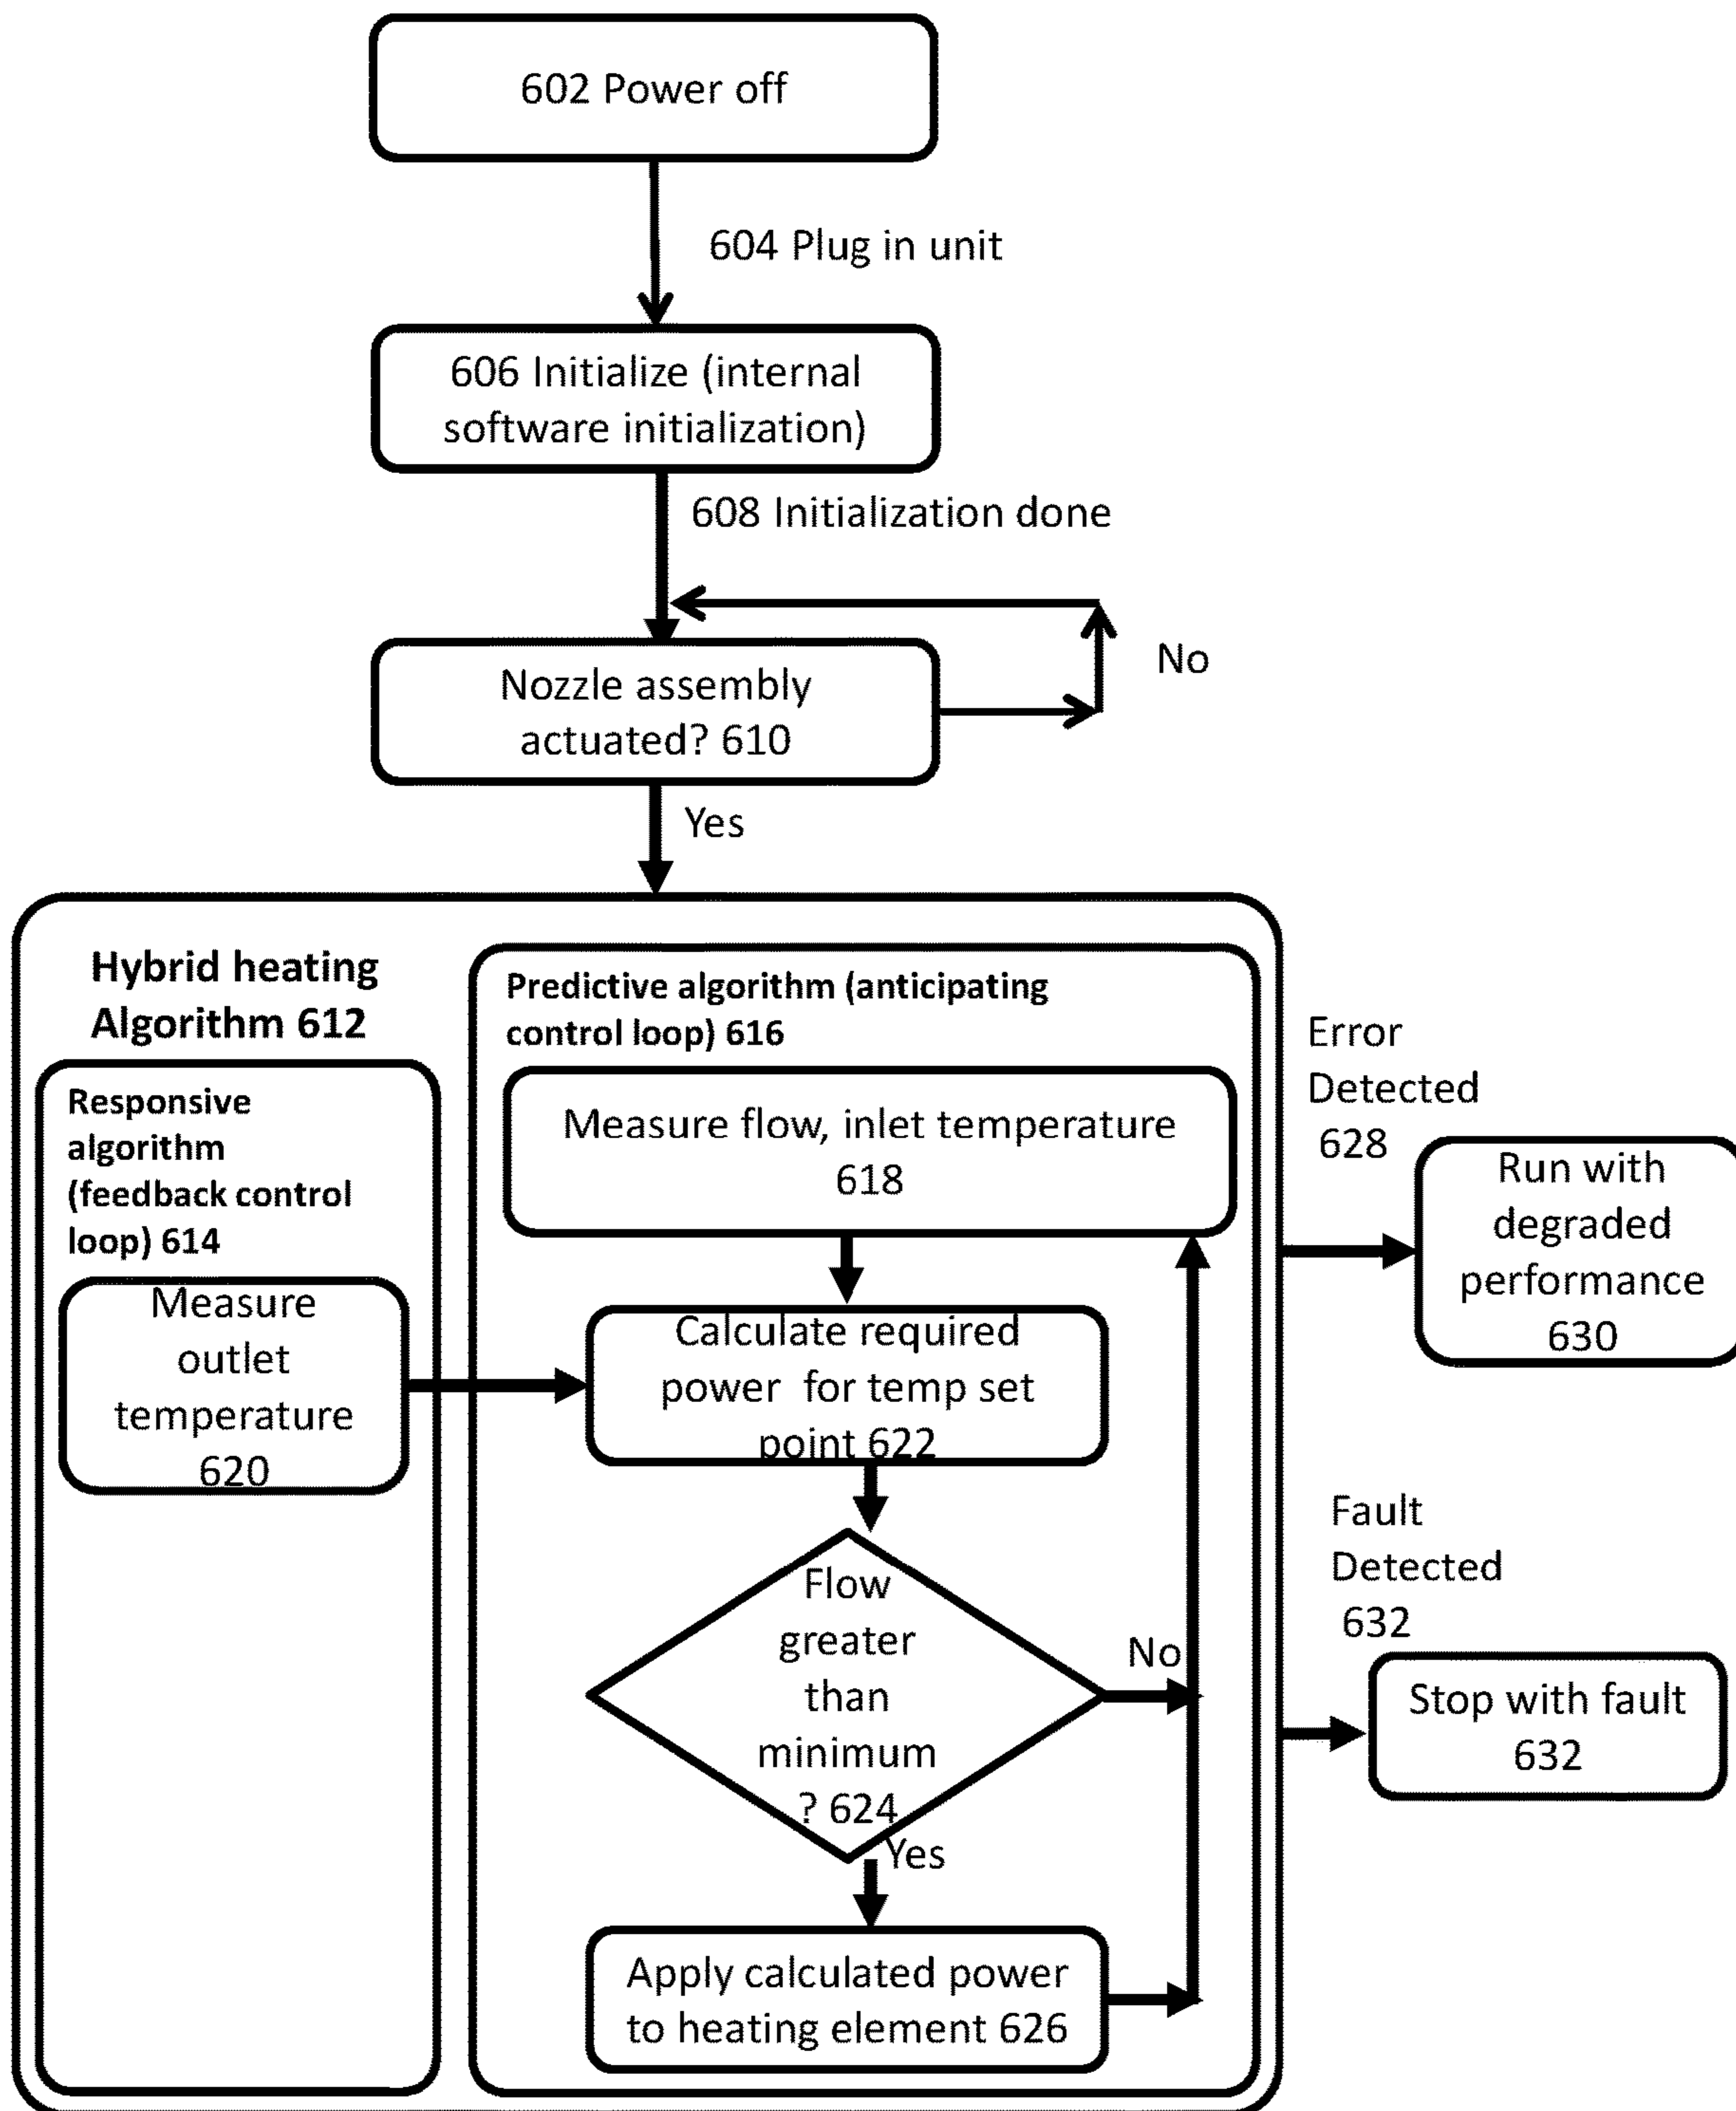 602 Power off
604 Plug in unit
606 Initialize (internal
software initialization)
608 Initialization done
No
Nozzle assembly
actuated? 610
Yes
Hybrid heating
Algorithm 612
Responsive
algorithm
(feedback control
loop) 614
Measure
outlet
temperature
620
Predictive algorithm (anticipating
control loop) 616
Measure flow, inlet temperature
618
Calculate required
power for temp set
point 622
Flow
greater
than
minimum
? 624
No
Yes
Apply calculated power
to heating element 626
Error
Detected
628
Run with
degraded
performance
630
Fault
Detected
632
Stop with fault
632